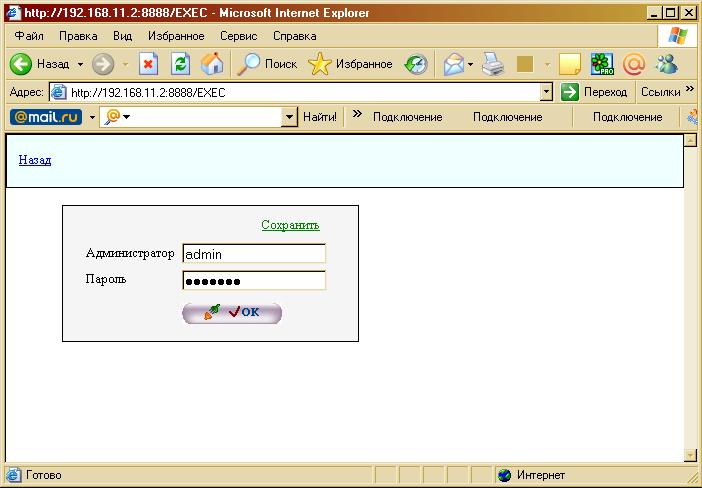 http://192.168.11.2:8888/EXEC - Microsoft Internet Explorer
Файл Правка Вид Избранное Сервис Справка
Назад Поиск Избранное PRO
Адрес: http://192.168.11.2:8888/EXEC Переход Ссылки »
@mail.ru @ Найти! » Подключение Подключение Подключение
Назад
Сохранить
Администратор admin
Пароль •••••••
OK
Готово Интернет